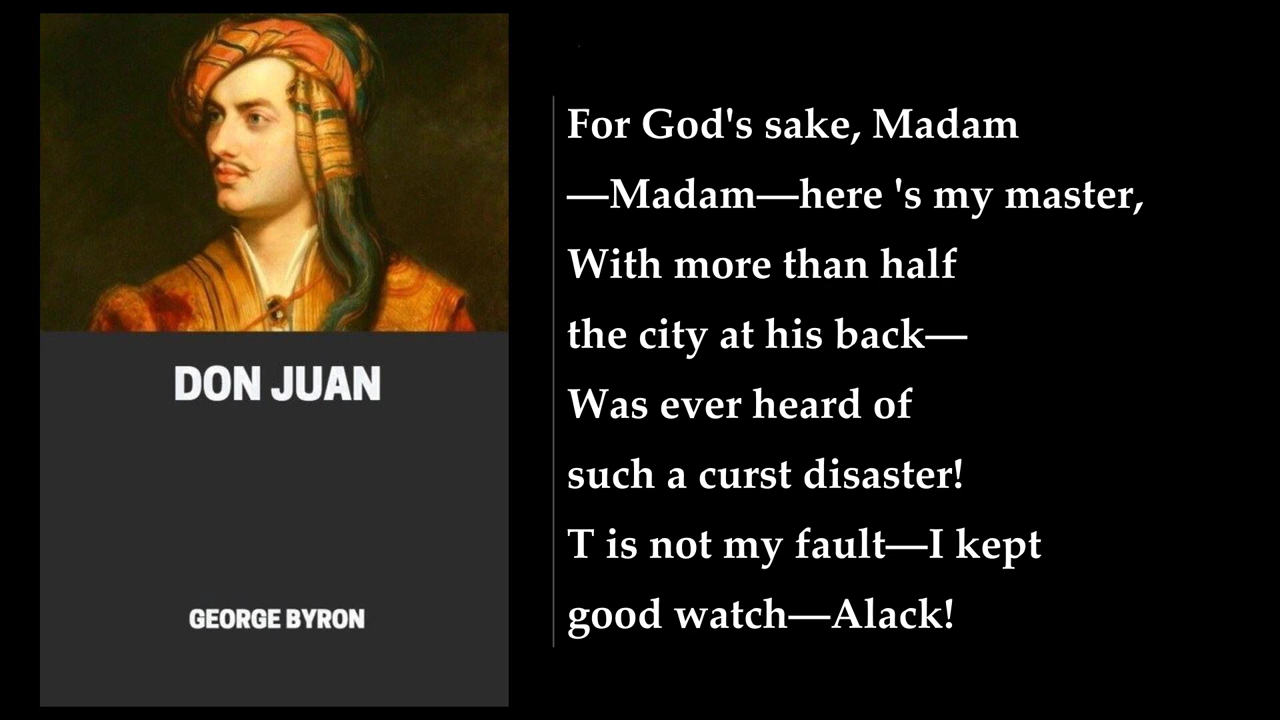 DON JUAN
GEORGE BYRON
For God's sake, Madam
—Madam—here 's my master,
With more than half
the city at his back—
Was ever heard of
such a curst disaster!
T is not my fault—I kept
good watch—Alack!